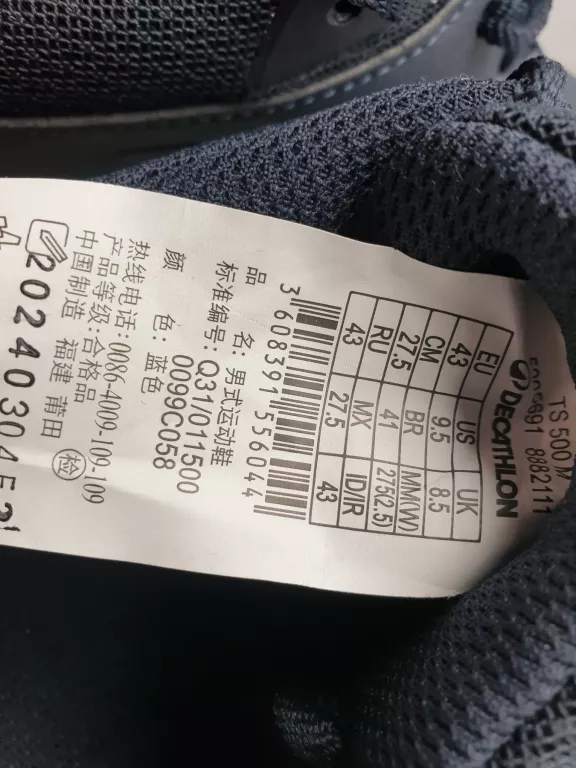 TS 500 M
8882111
DECATHLON
EU US UK
43 9.5 8.5
CM BR MM(W)
27.5 41 275(2.5)
RU MX ID/R
43 27.5 43
3 608391 556044
品 名: 男式运动鞋
标准编号: Q31/011500
0099C058
颜 色: 蓝色
热线电话: 0086-4009-109-109
产品等级: 合格品
中国制造 福建 莆田 检